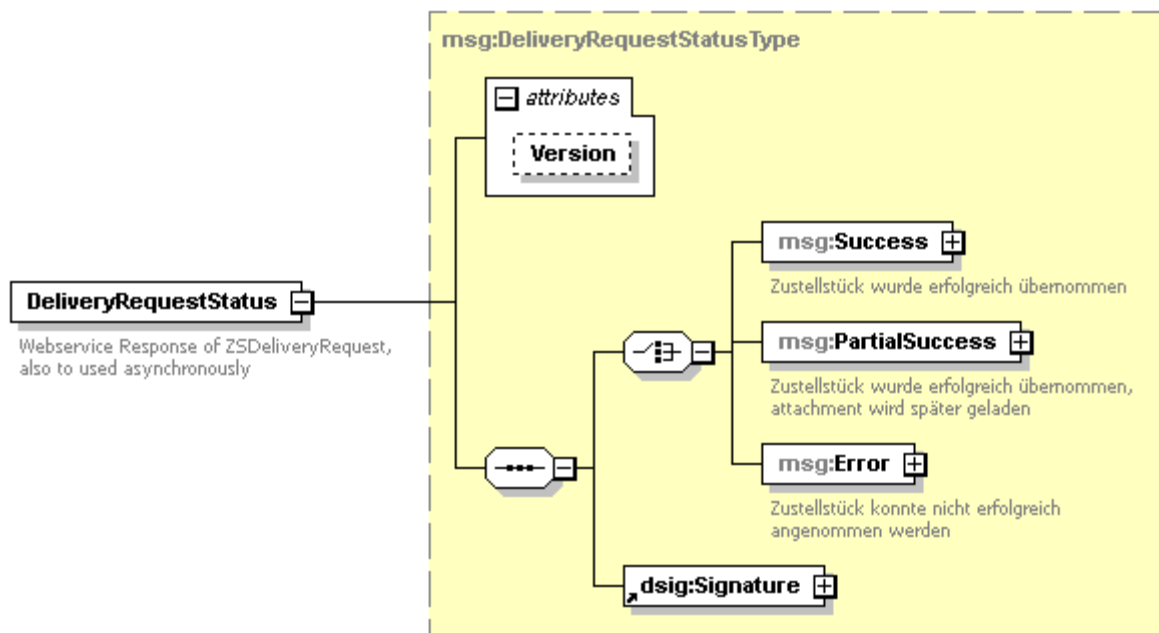 msg:DeliveryRequestStatusType
attributes
Version
msg:Success
Zustellstück wurde erfolgreich übernommen
DeliveryRequestStatus
Webservice Response of ZSDeliveryRequest,
also to used asynchronously
msg:PartialSuccess
Zustellstück wurde erfolgreich übernommen,
attachment wird später geladen
msg:Error
Zustellstück konnte nicht erfolgreich
angenommen werden
dsig:Signature